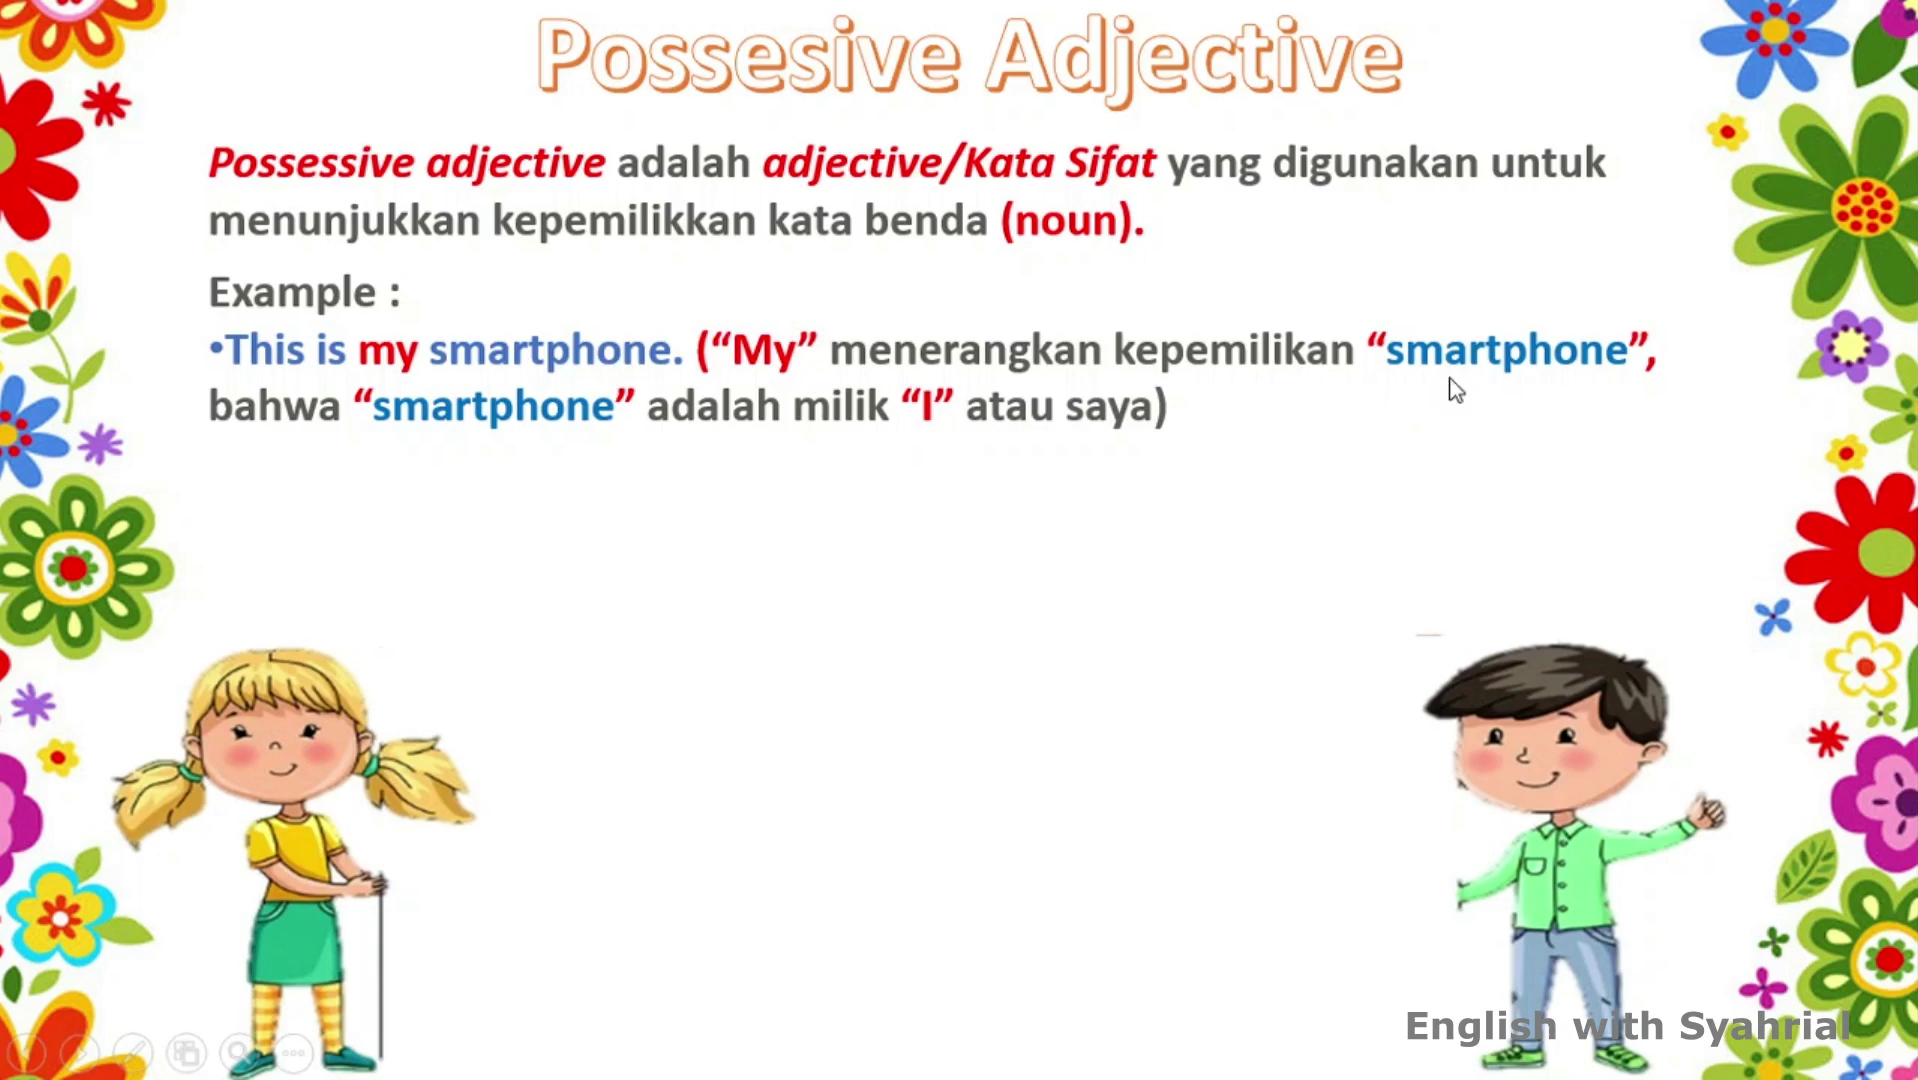 Possesive Adjective
Possessive adjective adalah adjective/Kata Sifat yang digunakan untuk
menunjukkan kepemilikkan kata benda (noun).
Example :
•This is my smartphone. (“My” menerangkan kepemilikan “smartphone”,
bahwa “smartphone” adalah milik “I” atau saya)
English with Syahrial